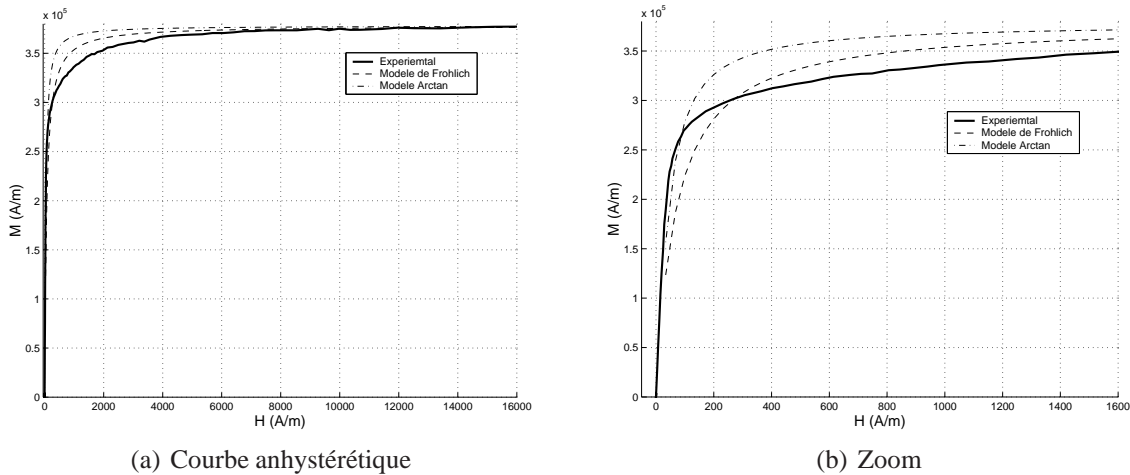 x 10^5
3.5
3
2.5
2
1.5
1
0.5
0
M (A/m)
0 2000 4000 6000 8000 10000 12000 14000 16000
H (A/m)
Experiemtal
Modele de Frohlich
Modele Arctan
(a) Courbe anhystérétique
x 10^5
3.5
3
2.5
2
1.5
1
0.5
0
M (A/m)
0 200 400 600 800 1000 1200 1400 1600
H (A/m)
Experiemtal
Modele de Frohlich
Modele Arctan
(b) Zoom